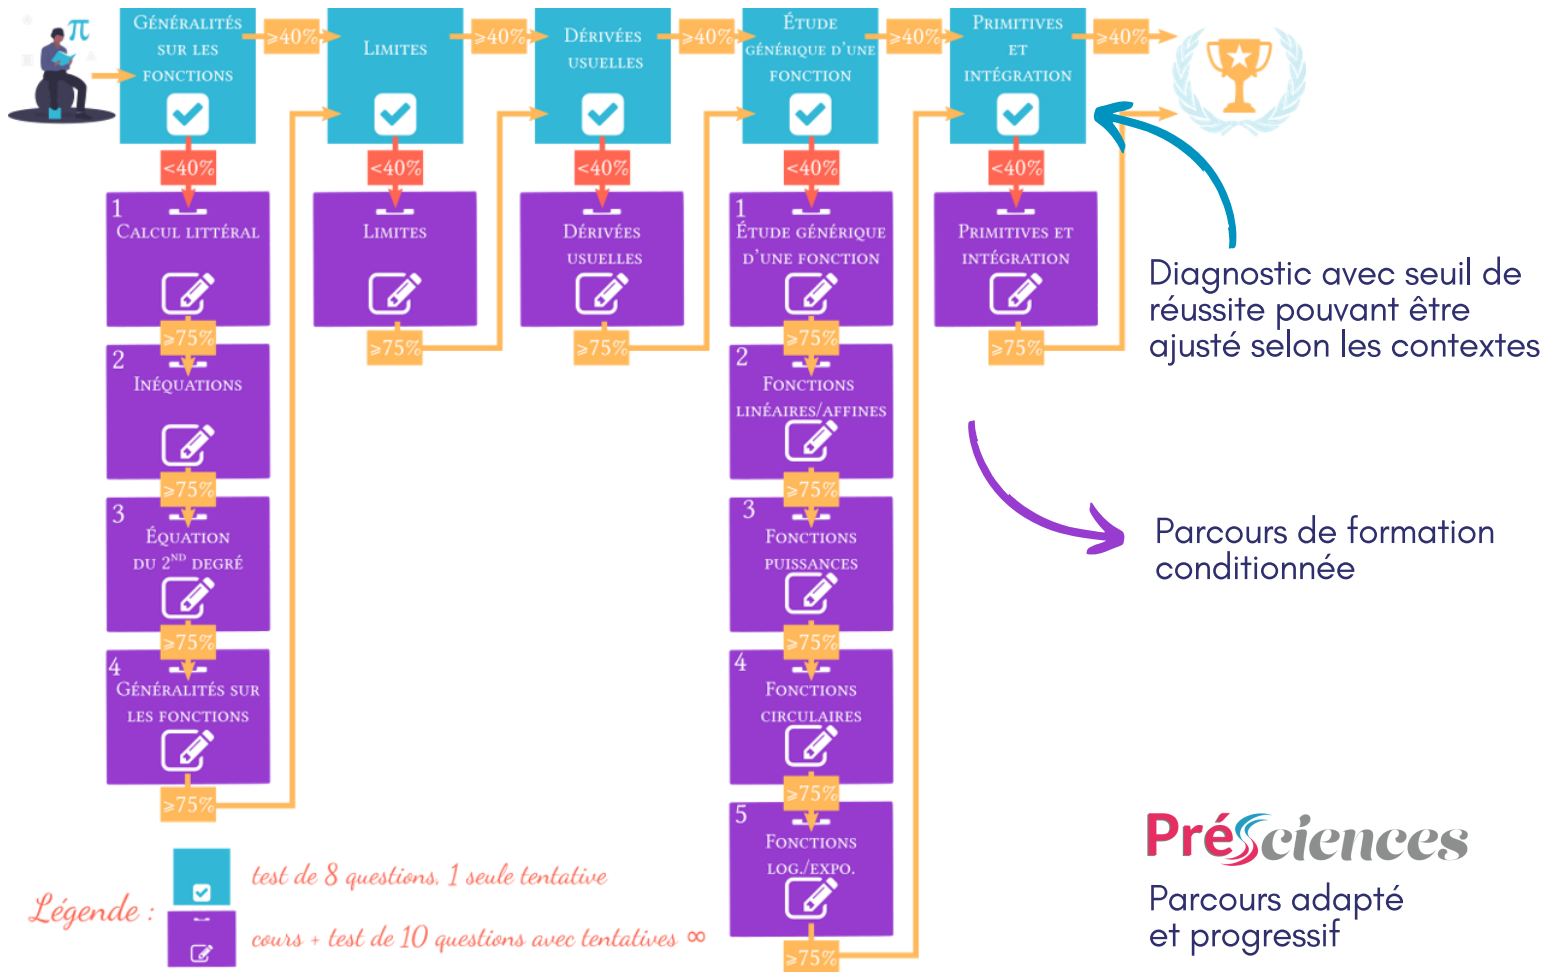 π
GÉNÉRALITÉS
SUR LES
FONCTIONS
⩾40%
LIMITES
⩾40%
DÉRIVÉES
USUELLES
⩾40%
ÉTUDE
GÉNÉRIQUE D'UNE
FONCTION
⩾40%
PRIMITIVES
ET
INTÉGRATION
⩾40%
<40%
<40%
<40%
<40%
<40%
1
CALCUL LITTÉRAL
⩾75%
2
INÉQUATIONS
⩾75%
3
ÉQUATION
DU 2ND DEGRÉ
⩾75%
4
GÉNÉRALITÉS SUR
LES FONCTIONS
⩾75%
LIMITES
⩾75%
DÉRIVÉES
USUELLES
⩾75%
1
ÉTUDE GÉNÉRIQUE
D'UNE FONCTION
⩾75%
2
FONCTIONS
LINÉAIRES/AFFINES
⩾75%
3
FONCTIONS
PUISSANCES
⩾75%
4
FONCTIONS
CIRCULAIRES
⩾75%
5
FONCTIONS
LOG./EXPO.
⩾75%
PRIMITIVES ET
INTÉGRATION
⩾75%
Diagnostic avec seuil de
réussite pouvant être
ajusté selon les contextes
Parcours de formation
conditionnée
Légende :
test de 8 questions, 1 seule tentative
cours + test de 10 questions avec tentatives ∞
PréSciences
Parcours adapté
et progressif